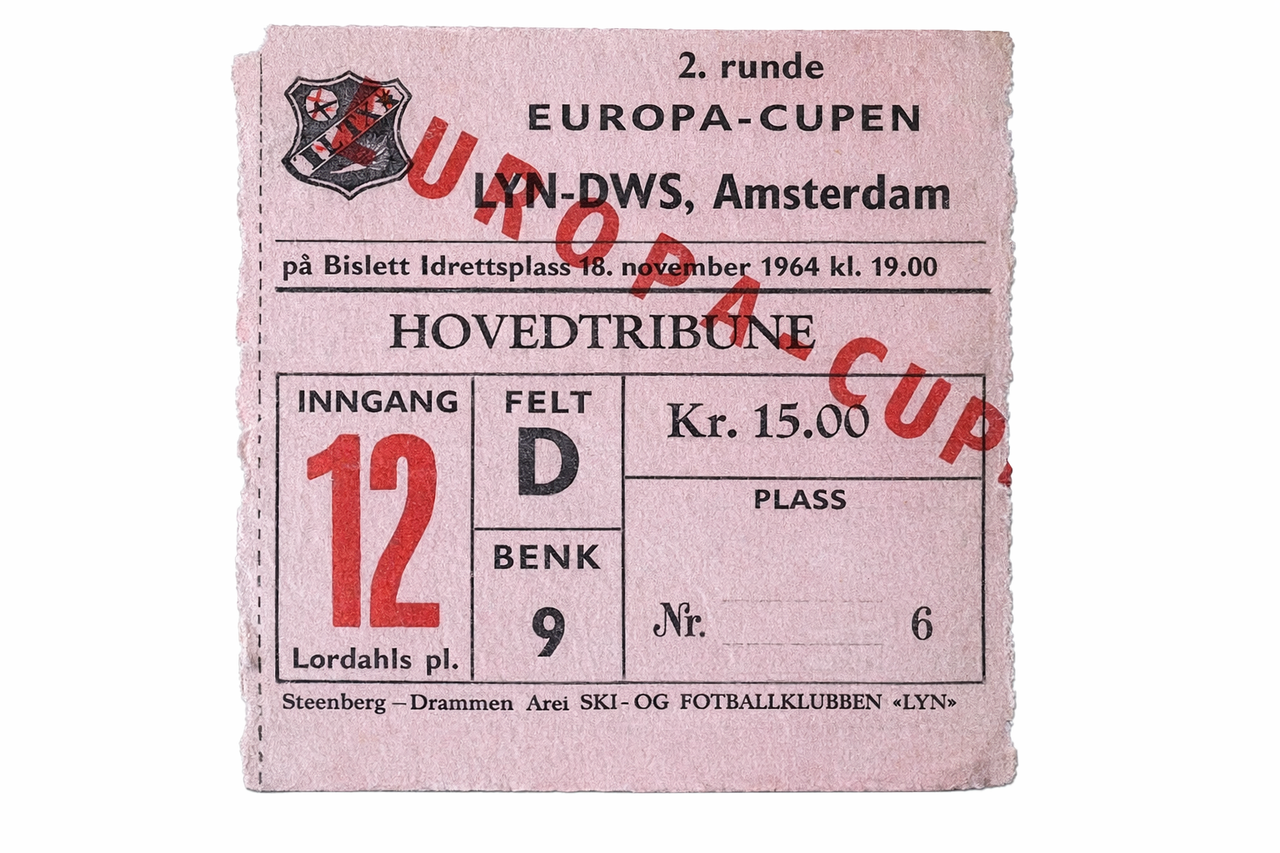 2. runde
EUROPA-CUPEN
LYN-DWS, Amsterdam
på Bislett Idrettsplass 18. november 1964 kl. 19.00
HOVEDTRIBUNE
INNGANG
12
Lordahls pl.
FELT
D
BENK
9
Kr. 15.00
PLASS
Nr. 6
Steenberg – Drammen Arei SKI- OG FOTBALLKLUBBEN «LYN»
EUROPA-CUP